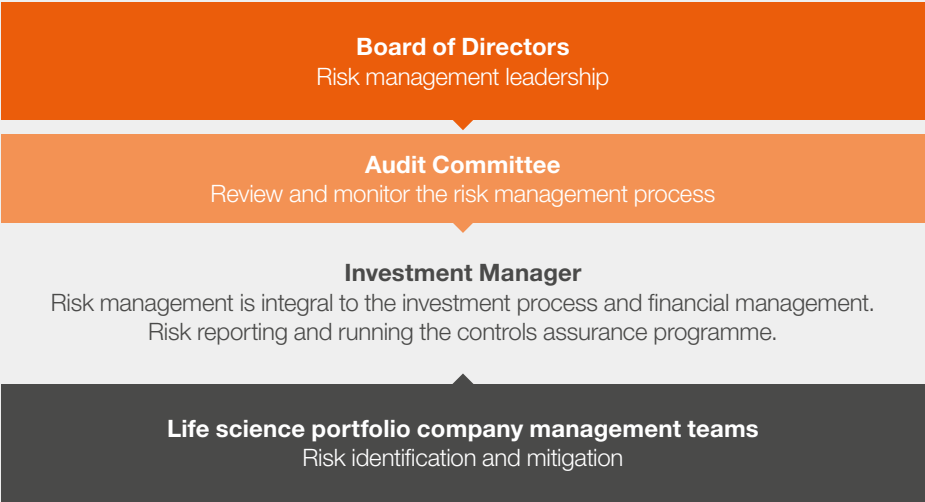 Board of Directors
Risk management leadership
Audit Committee
Review and monitor the risk management process
Investment Manager
Risk management is integral to the investment process and financial management.
Risk reporting and running the controls assurance programme.
Life science portfolio company management teams
Risk identification and mitigation